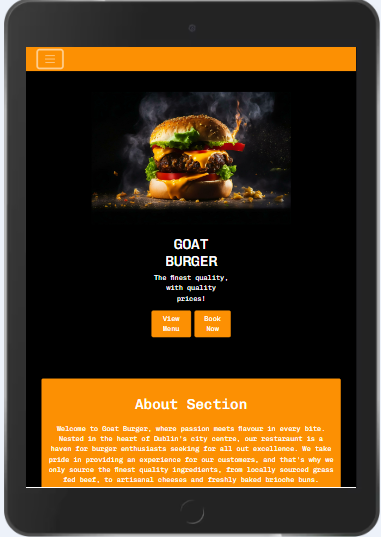 GOAT
BURGER
The finest quality,
with quality
prices!
View
Menu
Book
Now
About Section
Welcome to Goat Burger, where passion meets flavour in every bite.
Nested in the heart of Dublin's city centre, our restaraunt is a
haven for burger enthusiasts seeking for all out excellence. We take
pride in providing an experience for our customers, and that's why we
only source the finest quality ingredients, from locally sourced grass
fed beef, to artisanal cheeses and freshly baked brioche buns.